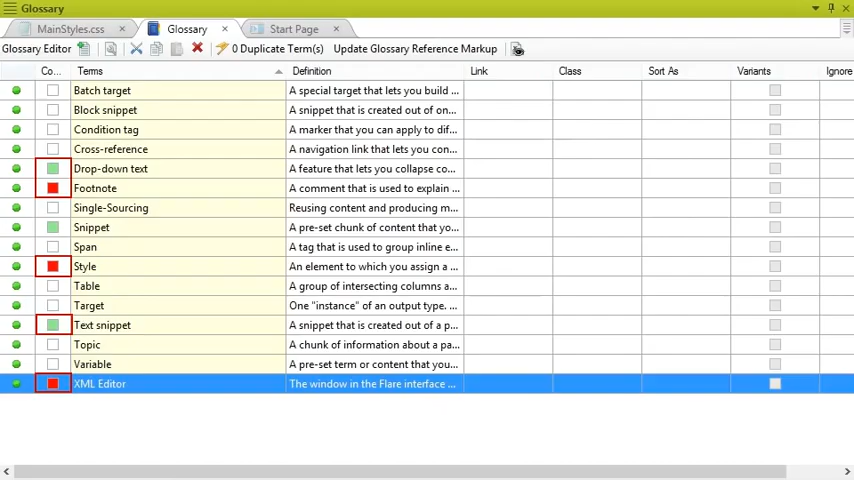 Glossary
MainStyles.css
Glossary
Start Page
Glossary Editor
0 Duplicate Term(s)
Update Glossary Reference Markup
Co... Terms Definition Link Class Sort As Variants Ignore
Batch target A special target that lets you build ...
Block snippet A snippet that is created out of on...
Condition tag A marker that you can apply to dif...
Cross-reference A navigation link that you can con...
Drop-down text A feature that lets you collapse co...
Footnote A comment that is used to explain ...
Single-Sourcing Reusing content and producing m...
Snippet A pre-set chunk of content that yo...
Span A tag that is used to group inline e...
Style An element to which you assign a ...
Table A group of intersecting columns a...
Target One "instance" of an output type. ...
Text snippet A snippet that is created out of a p...
Topic A chunk of information about a pa...
Variable A pre-set term or content that you...
XML Editor The window in the Flare interface ...